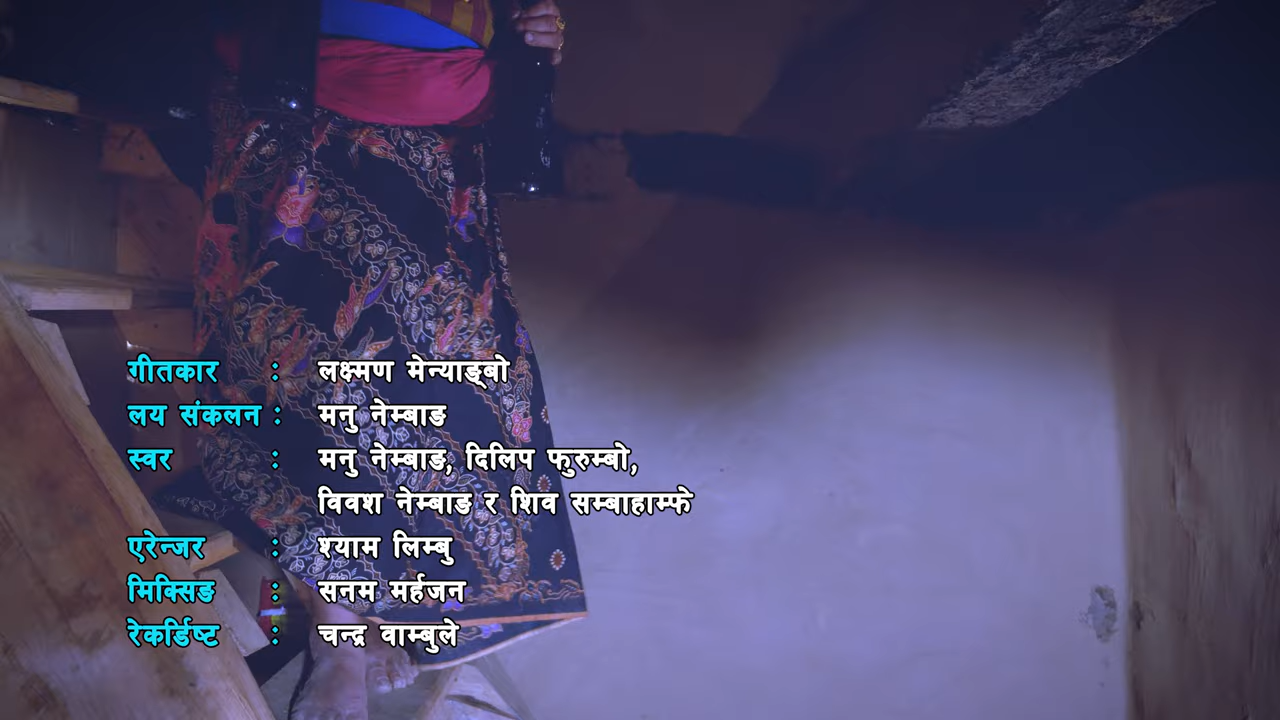 गीतकार : लक्ष्मण मेन्याङ्बो
लय संकलन : मनु नेम्बाङ
स्वर : मनु नेम्बाङ, दिलिप फुरुम्बो,
विवश नेम्बाङ र शिव सम्बाहाम्फे
एरेन्जर : श्याम लिम्बु
मिक्सिङ : सनम मर्हजन
रेकर्डिष्ट : चन्द्र वाम्बुले